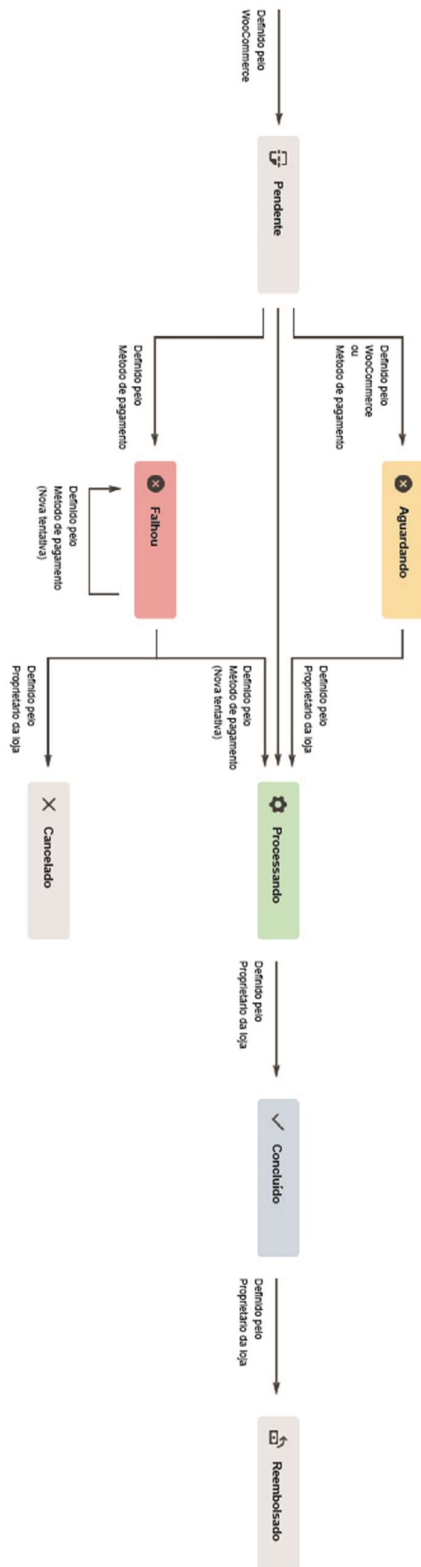 Definido pelo
WooCommerce
Pendente
Definido pelo
WooCommerce
ou
Método de pagamento
Definido pelo
Método de pagamento
Aguardando
Falhou
Definido pelo
Método de pagamento
(Nova tentativa)
Definido pelo
Proprietário da loja
Definido pelo
Método de pagamento
(Nova tentativa)
Definido pelo
Proprietário da loja
Processando
Cancelado
Definido pelo
Proprietário da loja
Concluído
Definido pelo
Proprietário da loja
Reembolsado